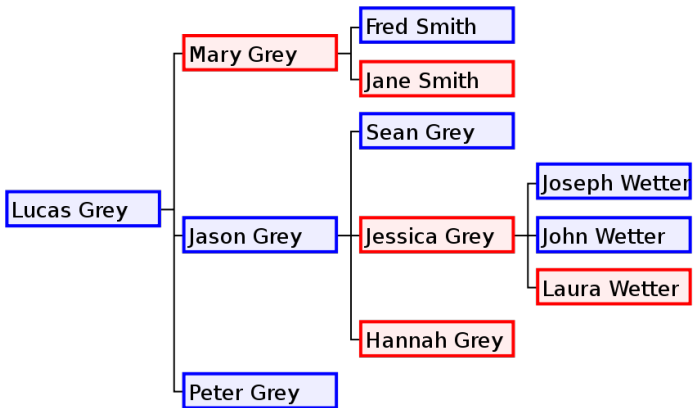 Fred Smith
Mary Grey
Jane Smith
Sean Grey
Joseph Wetter
Lucas Grey
Jason Grey
Jessica Grey
John Wetter
Laura Wetter
Hannah Grey
Peter Grey